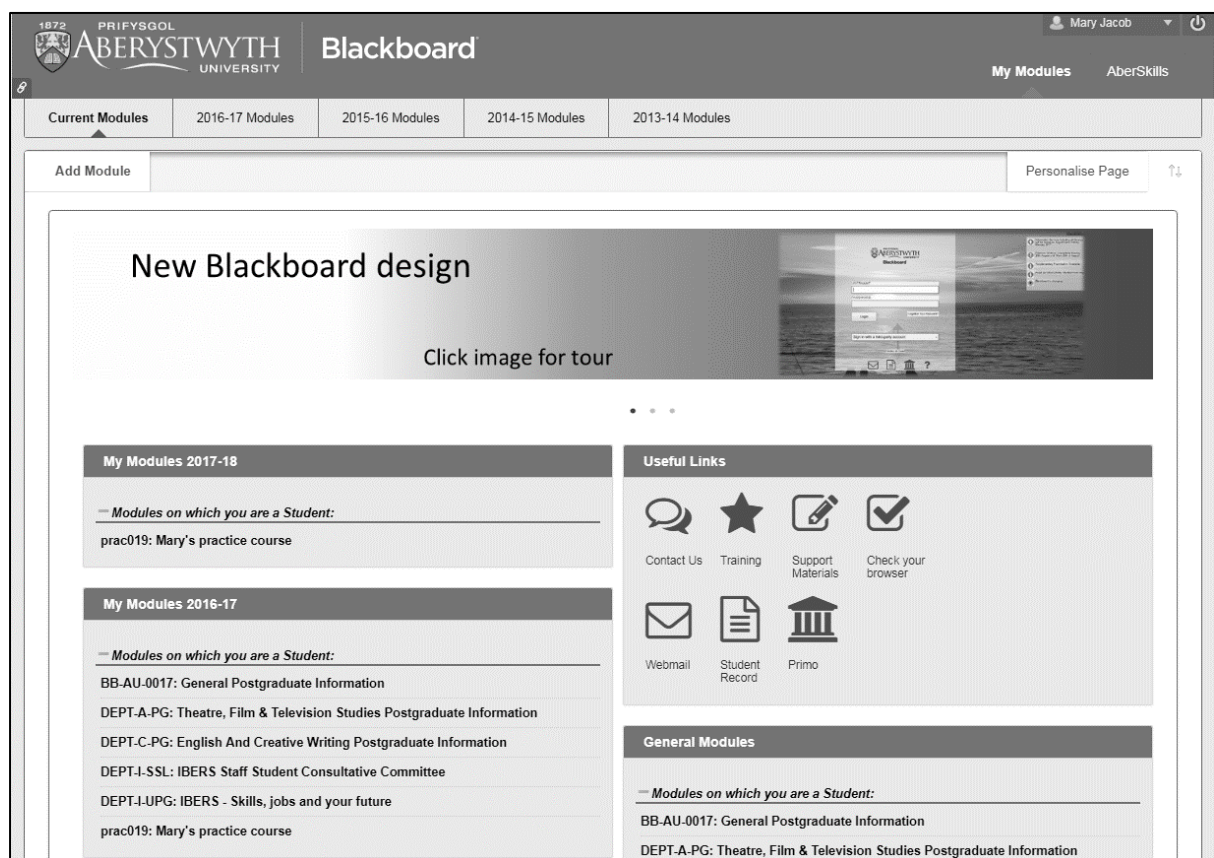 1872 PRIFYSGOL
ABERYSTWYTH
UNIVERSITY
Blackboard
Mary Jacob
My Modules AberSkills
Current Modules 2016-17 Modules 2015-16 Modules 2014-15 Modules 2013-14 Modules
Add Module Personalise Page
New Blackboard design
Click image for tour
ABERYSTWYTH
Blackboard
Login
My Modules 2017-18
Modules on which you are a Student:
prac019: Mary's practice course
My Modules 2016-17
Modules on which you are a Student:
BB-AU-0017: General Postgraduate Information
DEPT-A-PG: Theatre, Film & Television Studies Postgraduate Information
DEPT-C-PG: English And Creative Writing Postgraduate Information
DEPT-I-SSL: IBERS Staff Student Consultative Committee
DEPT-I-UPG: IBERS - Skills, jobs and your future
prac019: Mary's practice course
Useful Links
Contact Us Training Support Check your
Materials browser
Webmail Student Primo
Record
General Modules
Modules on which you are a Student:
BB-AU-0017: General Postgraduate Information
DEPT-A-PG: Theatre, Film & Television Studies Postgraduate Information